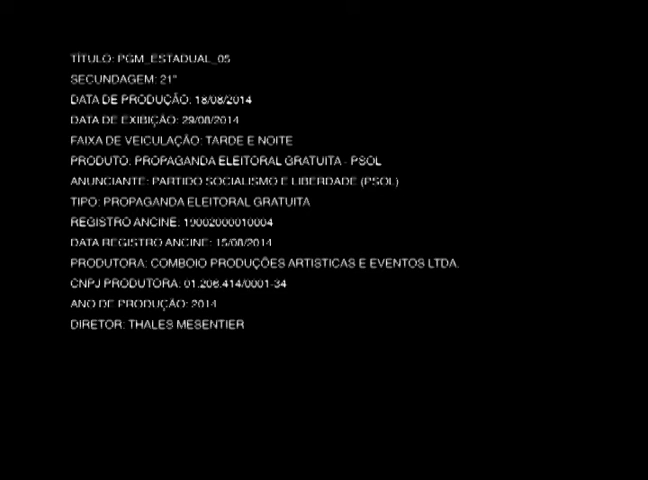 TÍTULO: PGM_ESTADUAL_05
SECUNDAGEM: 21"
DATA DE PRODUÇÃO: 18/08/2014
DATA DE EXIBIÇÃO: 29/08/2014
FAIXA DE VEICULAÇÃO: TARDE E NOITE
PRODUTO: PROPAGANDA ELEITORAL GRATUITA - PSOL
ANUNCIANTE: PARTIDO SOCIALISMO E LIBERDADE (PSOL)
TIPO: PROPAGANDA ELEITORAL GRATUITA
REGISTRO ANCINE: 19002000010004
DATA REGISTRO ANCINE: 15/08/2014
PRODUTORA: COMBOIO PRODUÇÕES ARTISTICAS E EVENTOS LTDA.
CNPJ PRODUTORA: 01.206.414/0001-34
ANO DE PRODUÇÃO: 2014
DIRETOR: THALES MESENTIER